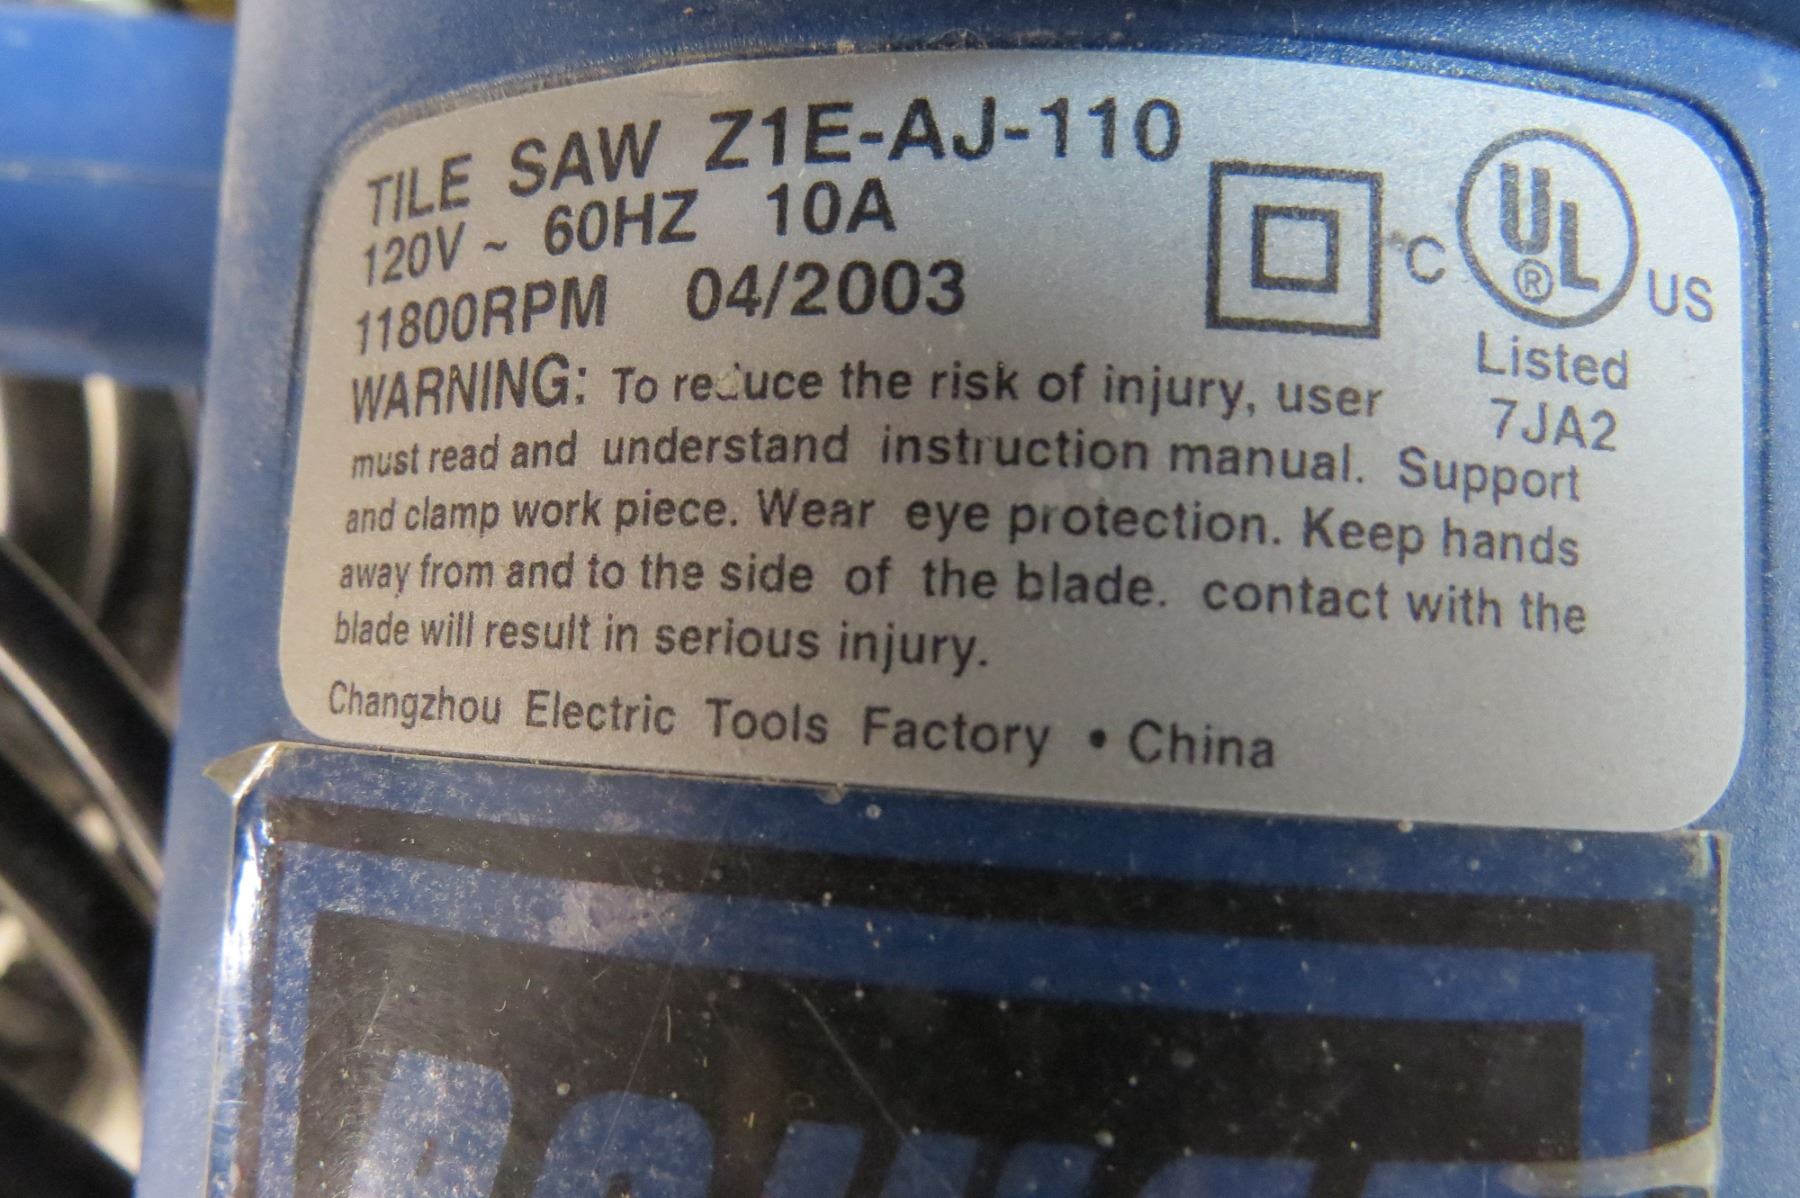 TILE SAW Z1E-AJ-110
120V ~ 60HZ 10A
11800RPM 04/2003
C UL® US
Listed
7JA2
WARNING: To reduce the risk of injury, user
must read and understand instruction manual. Support
and clamp work piece. Wear eye protection. Keep hands
away from and to the side of the blade. contact with the
blade will result in serious injury.
Changzhou Electric Tools Factory • China